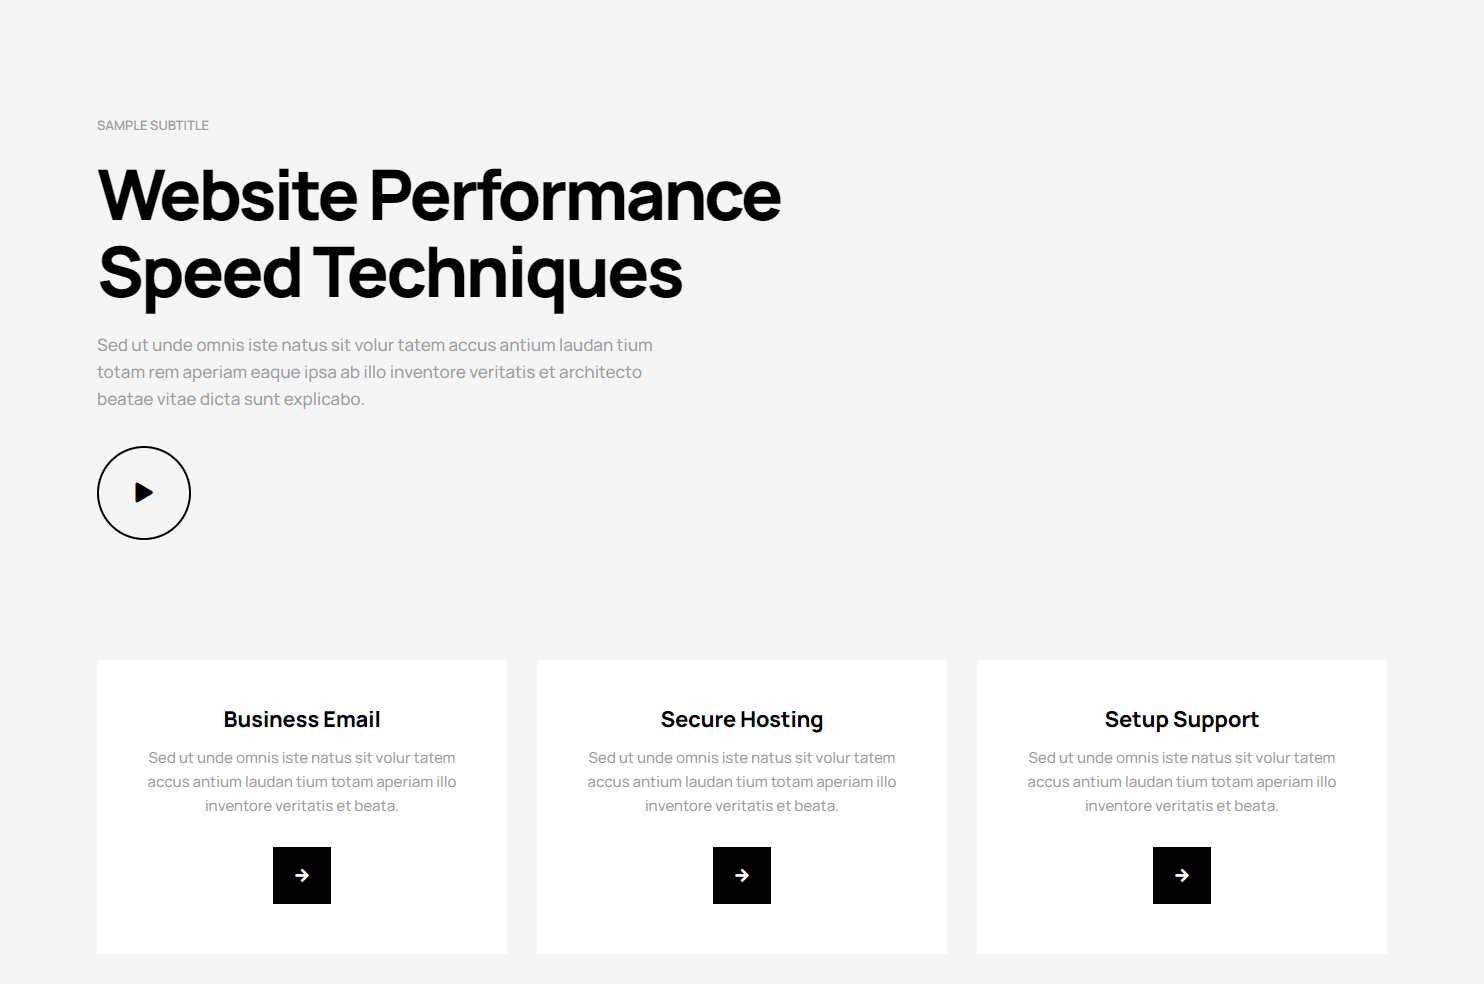 SAMPLE SUBTITLE
Website Performance
Speed Techniques
Sed ut unde omnis iste natus sit volur tatem accus antium laudan tium
totam rem aperiam eaque ipsa ab illo inventore veritatis et architecto
beatae vitae dicta sunt explicabo.
Business Email
Sed ut unde omnis iste natus sit volur tatem
accus antium laudan tium totam aperiam illo
inventore veritatis et beata.
Secure Hosting
Sed ut unde omnis iste natus sit volur tatem
accus antium laudan tium totam aperiam illo
inventore veritatis et beata.
Setup Support
Sed ut unde omnis iste natus sit volur tatem
accus antium laudan tium totam aperiam illo
inventore veritatis et beata.